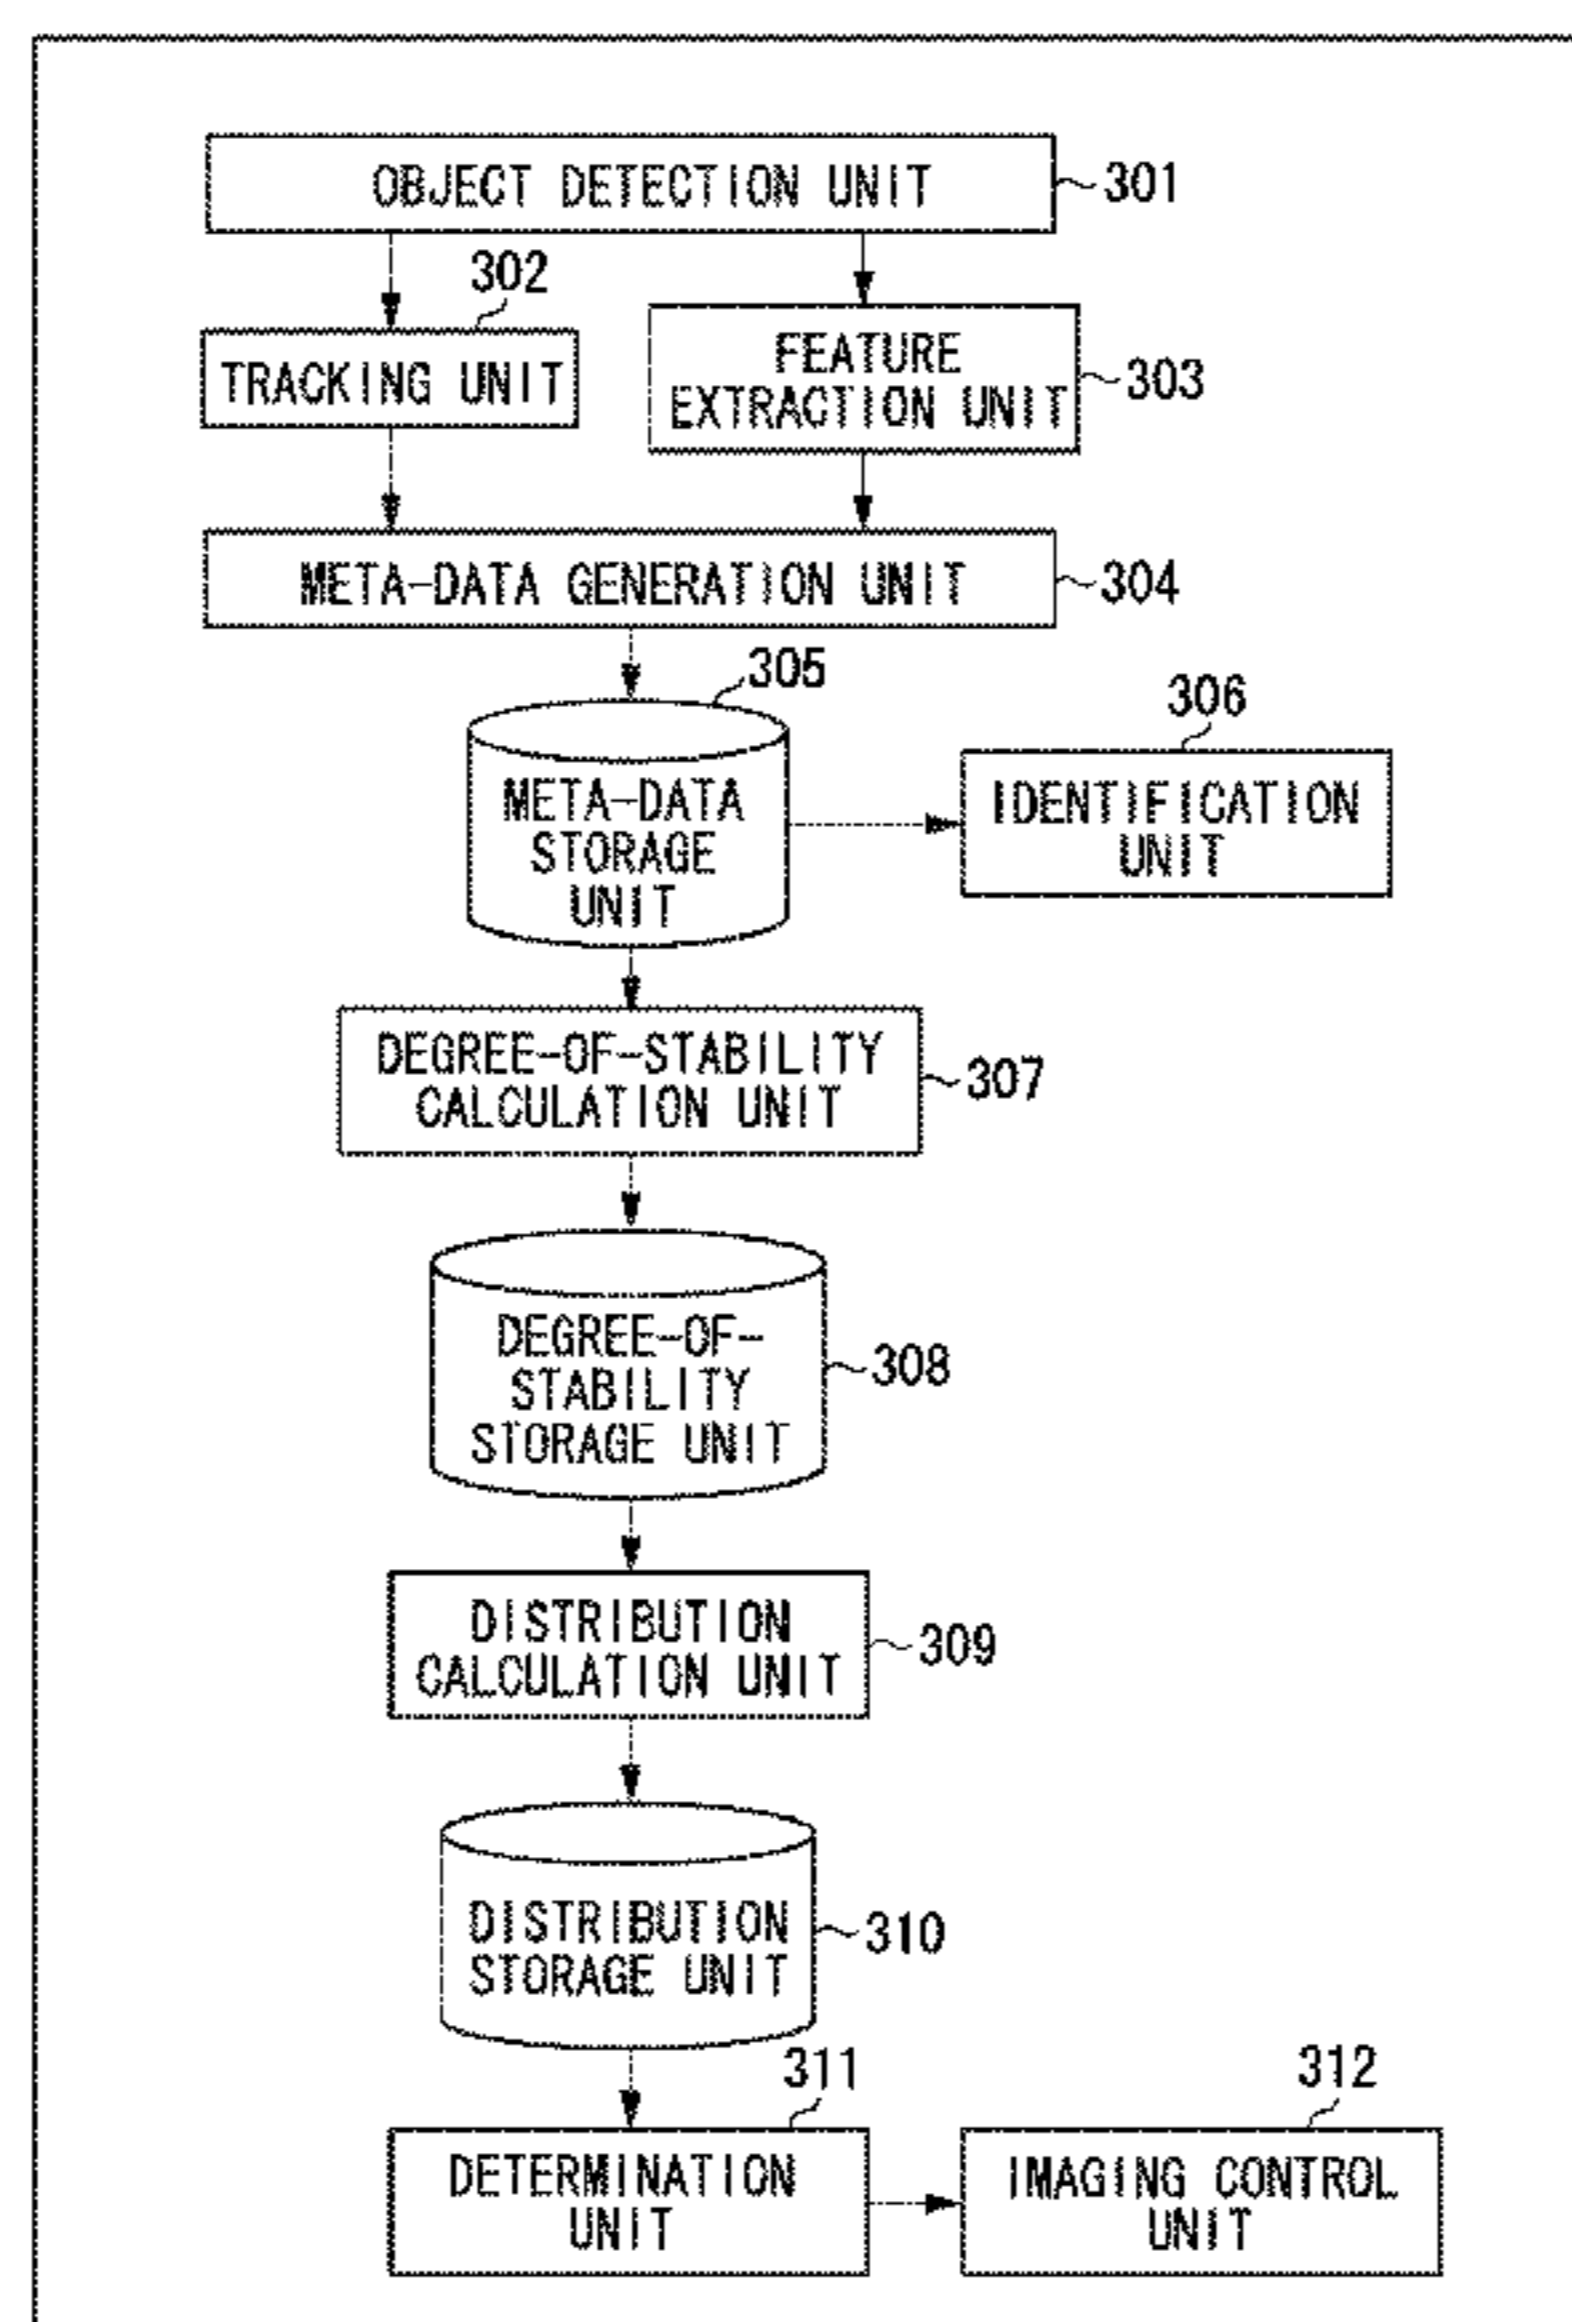 OBJECT DETECTION UNIT
301
302
TRACKING UNIT
FEATURE
EXTRACTION UNIT
303
META-DATA GENERATION UNIT
304
305
META-DATA
STORAGE
UNIT
306
IDENTIFICATION
UNIT
DEGREE-OF-STABILITY
CALCULATION UNIT
307
DEGREE-OF-
STABILITY
STORAGE UNIT
308
DISTRIBUTION
CALCULATION UNIT
309
DISTRIBUTION
STORAGE UNIT
310
311
DETERMINATION
UNIT
312
IMAGING CONTROL
UNIT